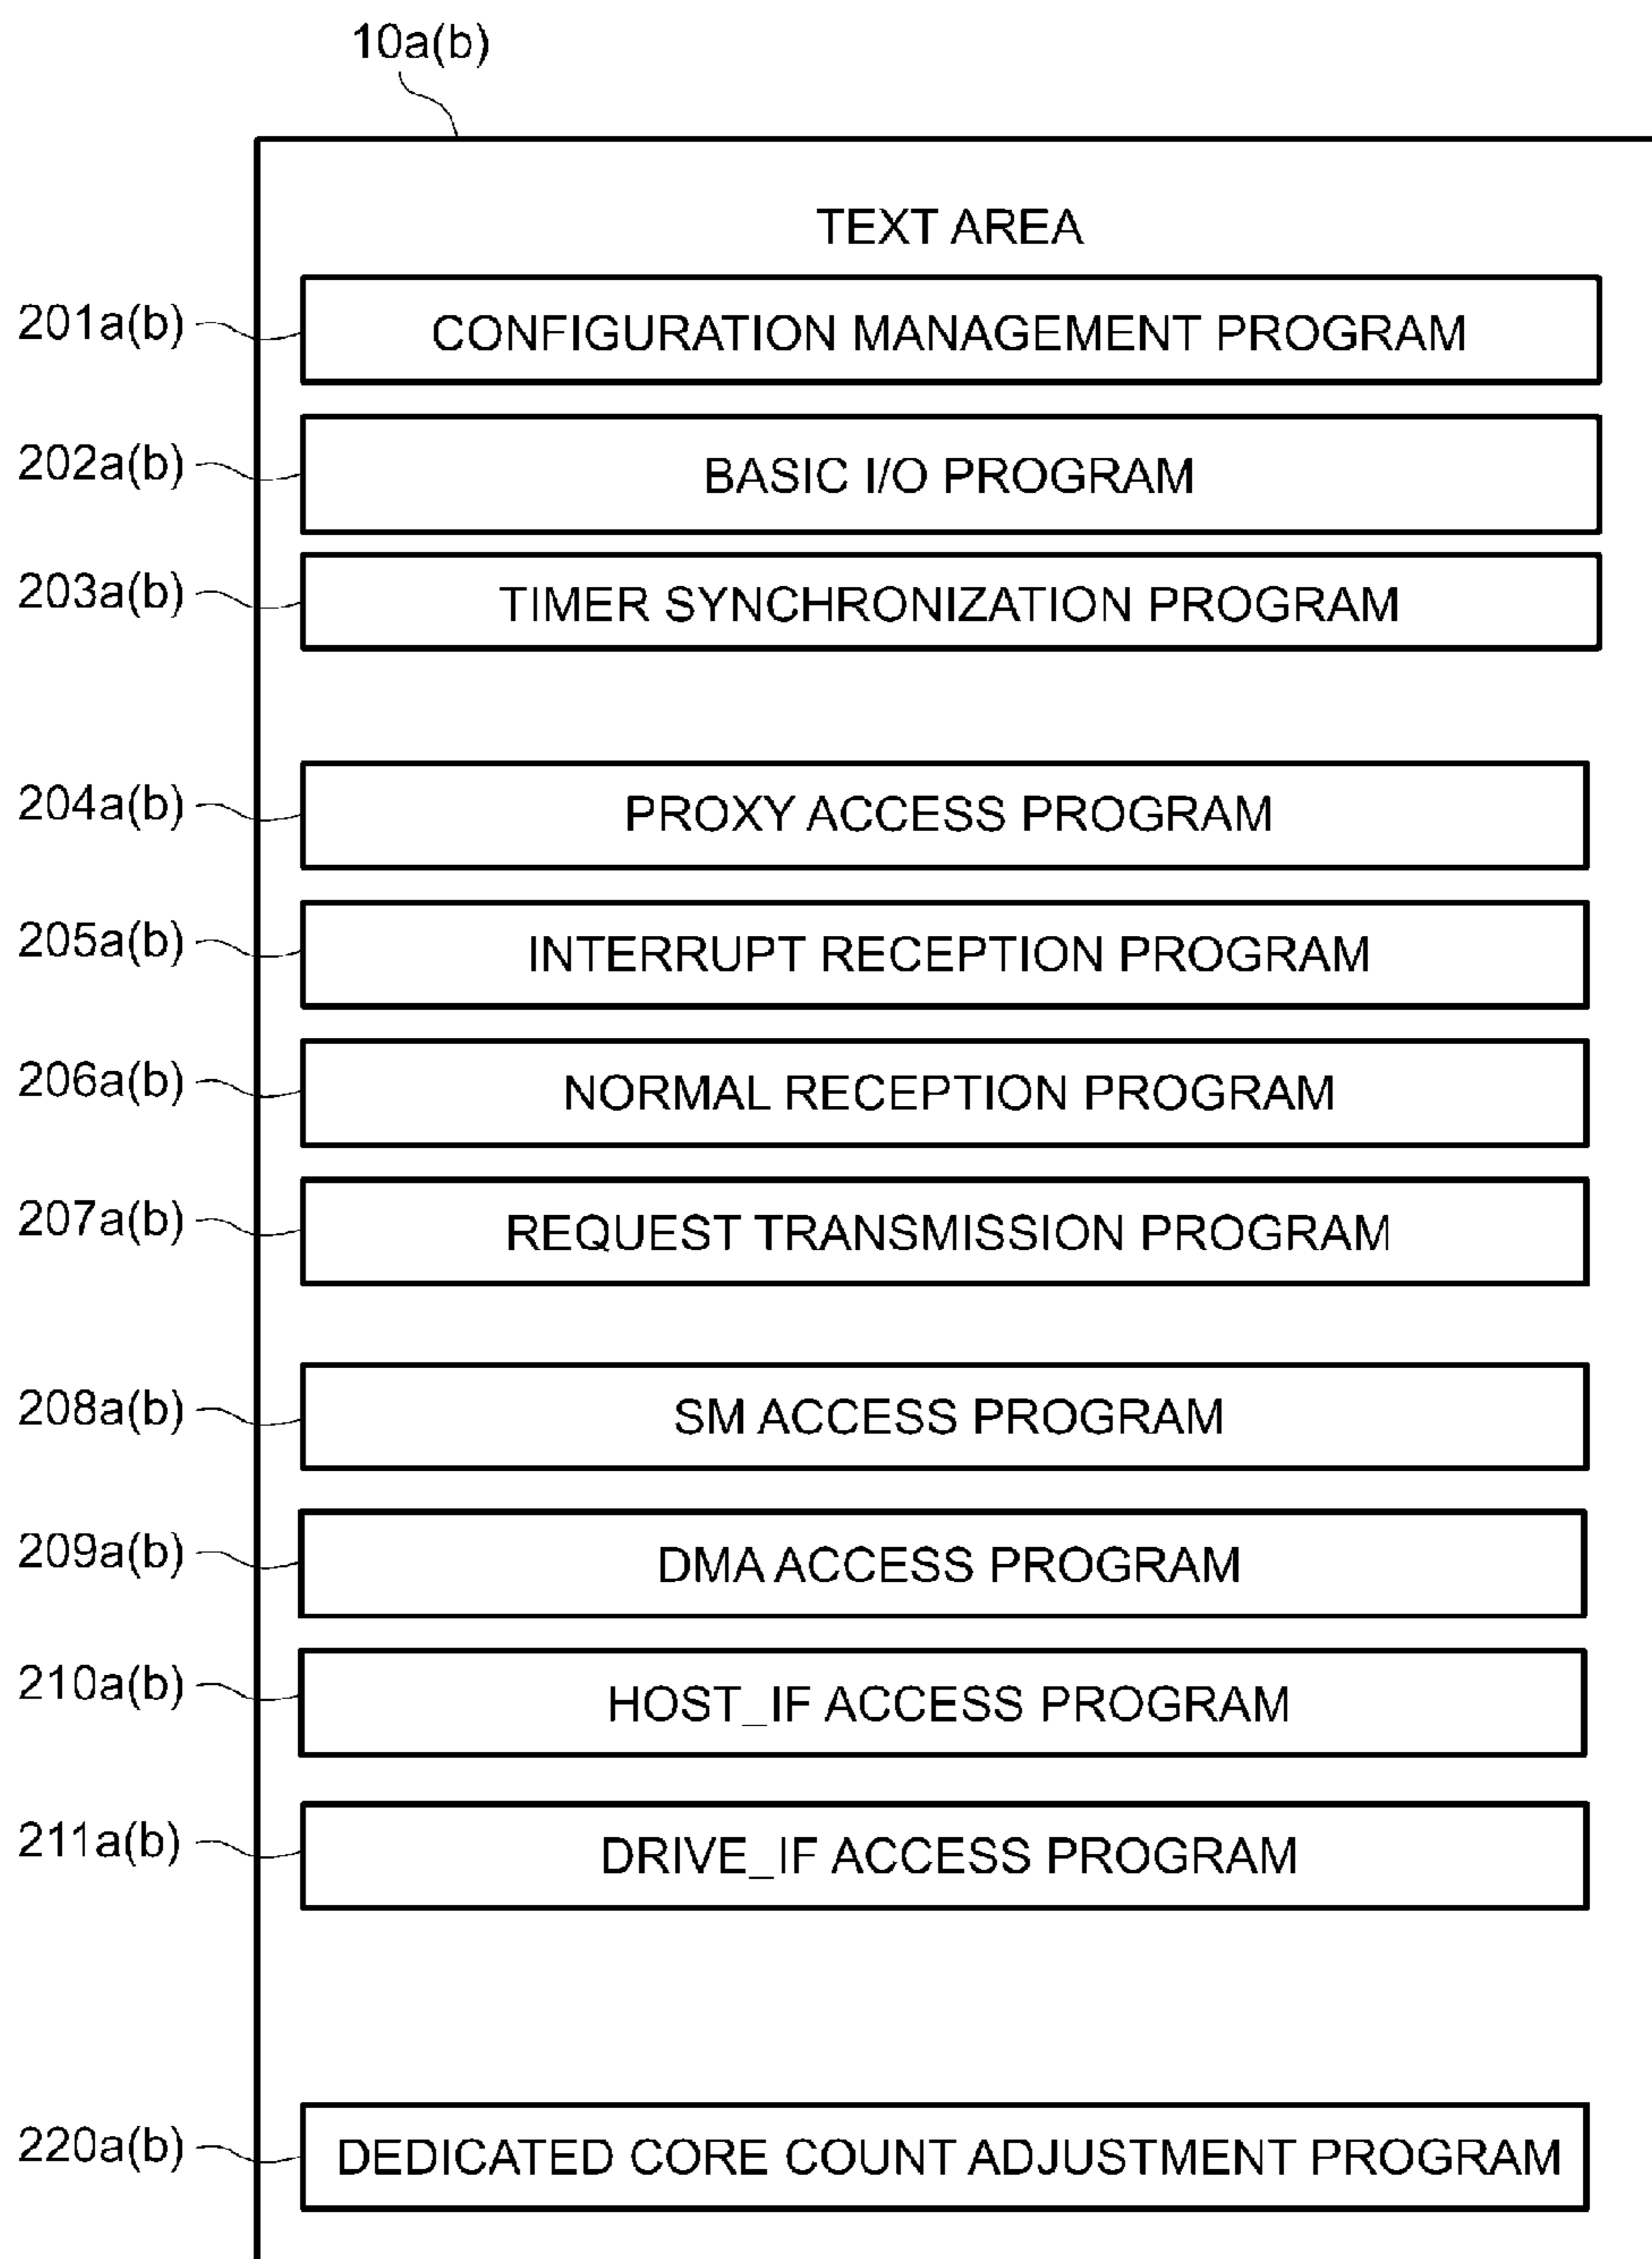 10a(b)
TEXT AREA
201a(b) CONFIGURATION MANAGEMENT PROGRAM
202a(b) BASIC I/O PROGRAM
203a(b) TIMER SYNCHRONIZATION PROGRAM
204a(b) PROXY ACCESS PROGRAM
205a(b) INTERRUPT RECEPTION PROGRAM
206a(b) NORMAL RECEPTION PROGRAM
207a(b) REQUEST TRANSMISSION PROGRAM
208a(b) SM ACCESS PROGRAM
209a(b) DMA ACCESS PROGRAM
210a(b) HOST_IF ACCESS PROGRAM
211a(b) DRIVE_IF ACCESS PROGRAM
220a(b) DEDICATED CORE COUNT ADJUSTMENT PROGRAM